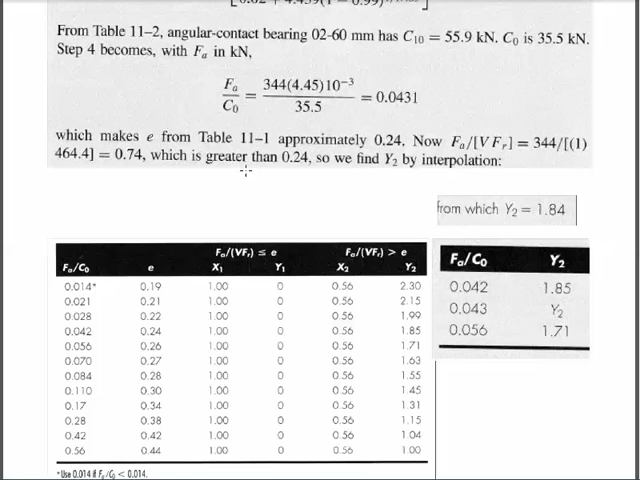 From Table 11–2, angular-contact bearing 02-60 mm has C10 = 55.9 kN. C0 is 35.5 kN.
Step 4 becomes, with Fa in kN,
Fa/C0 = 344(4.45)10−3/35.5 = 0.0431
which makes e from Table 11–1 approximately 0.24. Now Fa/[VFr] = 344/[(1)
464.4] = 0.74, which is greater than 0.24, so we find Y2 by interpolation:
from which Y2 = 1.84
Fa/(VFr) ≤ e Fa/(VFr) > e
Fa/C0 e X1 Y1 X2 Y2
0.014* 0.19 1.00 0 0.56 2.30
0.021 0.21 1.00 0 0.56 2.15
0.028 0.22 1.00 0 0.56 1.99
0.042 0.24 1.00 0 0.56 1.85
0.056 0.26 1.00 0 0.56 1.71
0.070 0.27 1.00 0 0.56 1.63
0.084 0.28 1.00 0 0.56 1.55
0.110 0.30 1.00 0 0.56 1.45
0.17 0.34 1.00 0 0.56 1.31
0.28 0.38 1.00 0 0.56 1.15
0.42 0.42 1.00 0 0.56 1.04
0.56 0.44 1.00 0 0.56 1.00
*Use 0.014 if Fa/C0 < 0.014.
Fa/C0 Y2
0.042 1.85
0.043 Y2
0.056 1.71